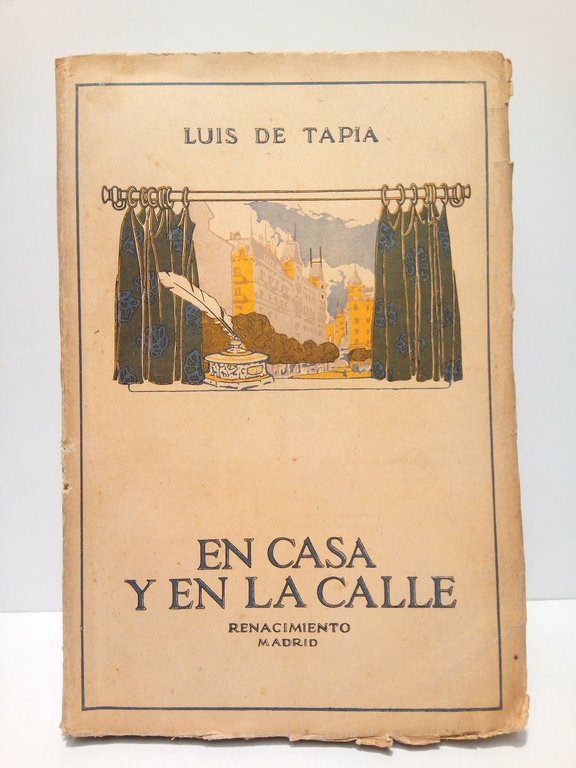 LUIS DE TAPIA
EN CASA
Y EN LA CALLE
RENACIMIENTO
MADRID